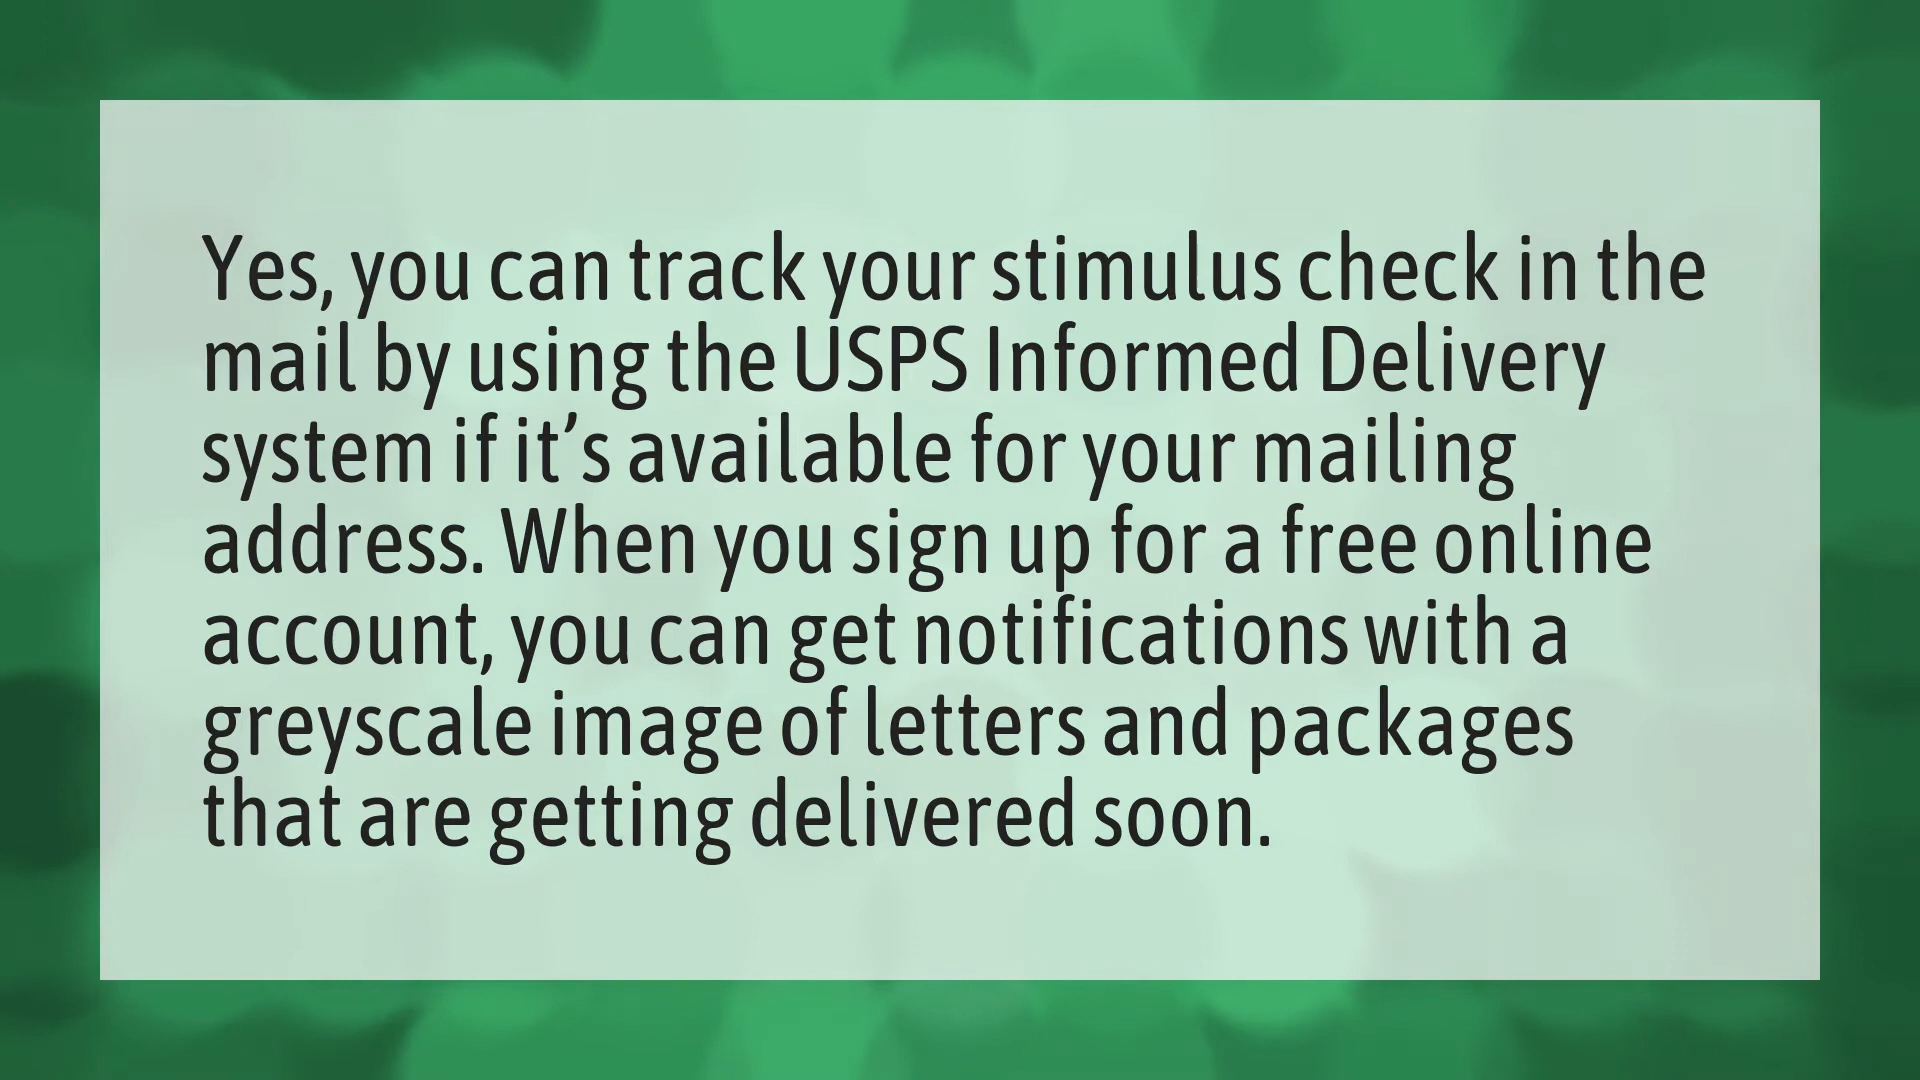 Yes, you can track your stimulus check in the
mail by using the USPS Informed Delivery
system if it’s available for your mailing
address. When you sign up for a free online
account, you can get notifications with a
greyscale image of letters and packages
that are getting delivered soon.